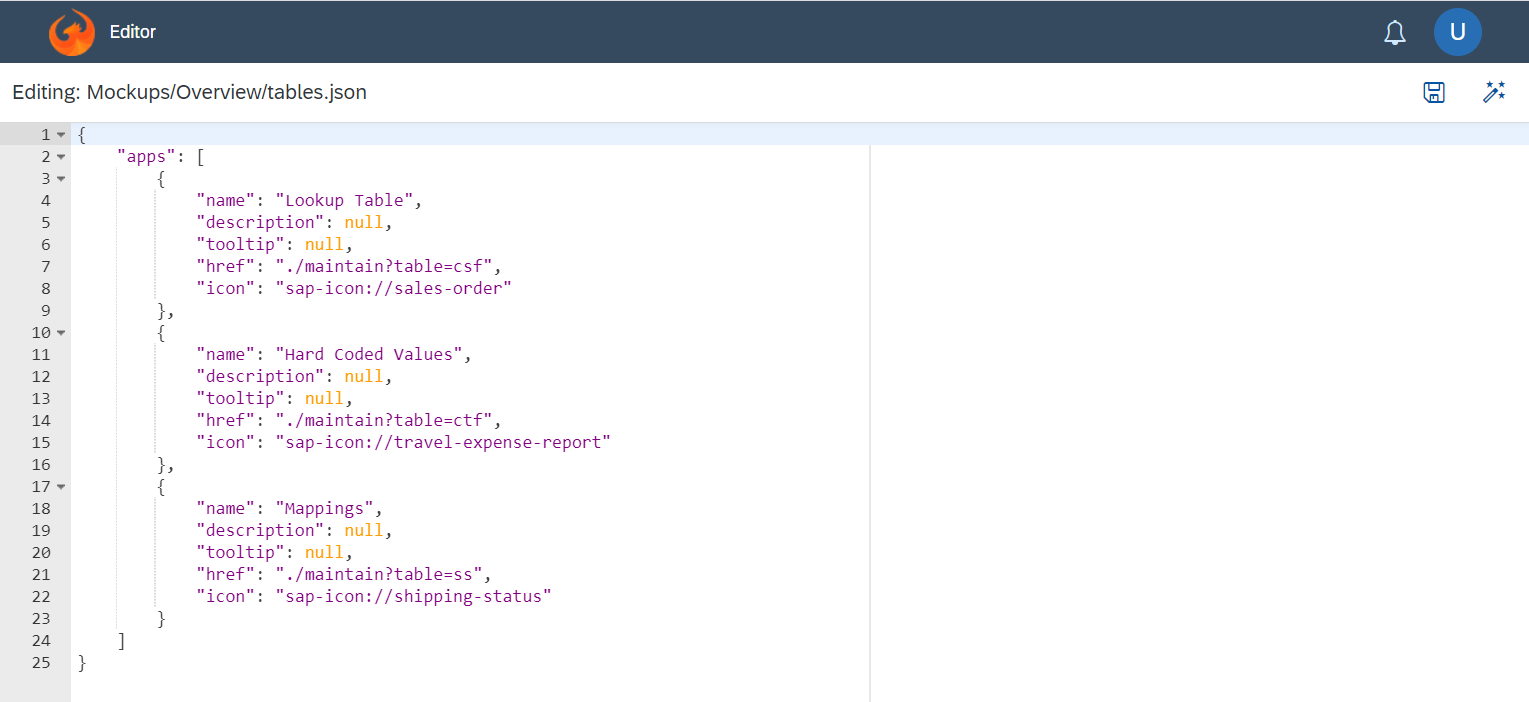 Editor
U
Editing: Mockups/Overview/tables.json
1 {
2     "apps": [
3         {
4             "name": "Lookup Table",
5             "description": null,
6             "tooltip": null,
7             "href": "./maintain?table=csf",
8             "icon": "sap-icon://sales-order"
9         },
10         {
11             "name": "Hard Coded Values",
12             "description": null,
13             "tooltip": null,
14             "href": "./maintain?table=ctf",
15             "icon": "sap-icon://travel-expense-report"
16         },
17         {
18             "name": "Mappings",
19             "description": null,
20             "tooltip": null,
21             "href": "./maintain?table=ss",
22             "icon": "sap-icon://shipping-status"
23         }
24     ]
25 }